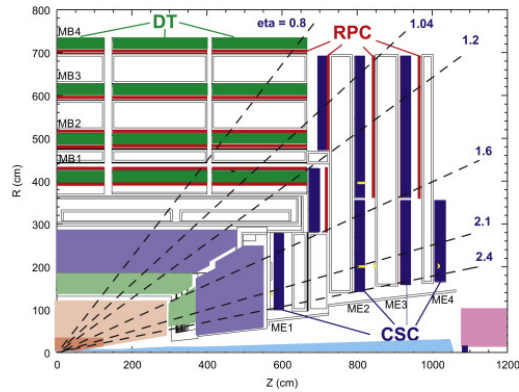 DT
eta = 0.8
RPC
1.04
1.2
1.6
2.1
2.4
MB4
MB3
MB2
MB1
ME1
ME2
ME3
ME4
CSC
R (cm)
800
700
600
500
400
300
200
100
0
0
200
400
600
800
1000
1200
Z (cm)